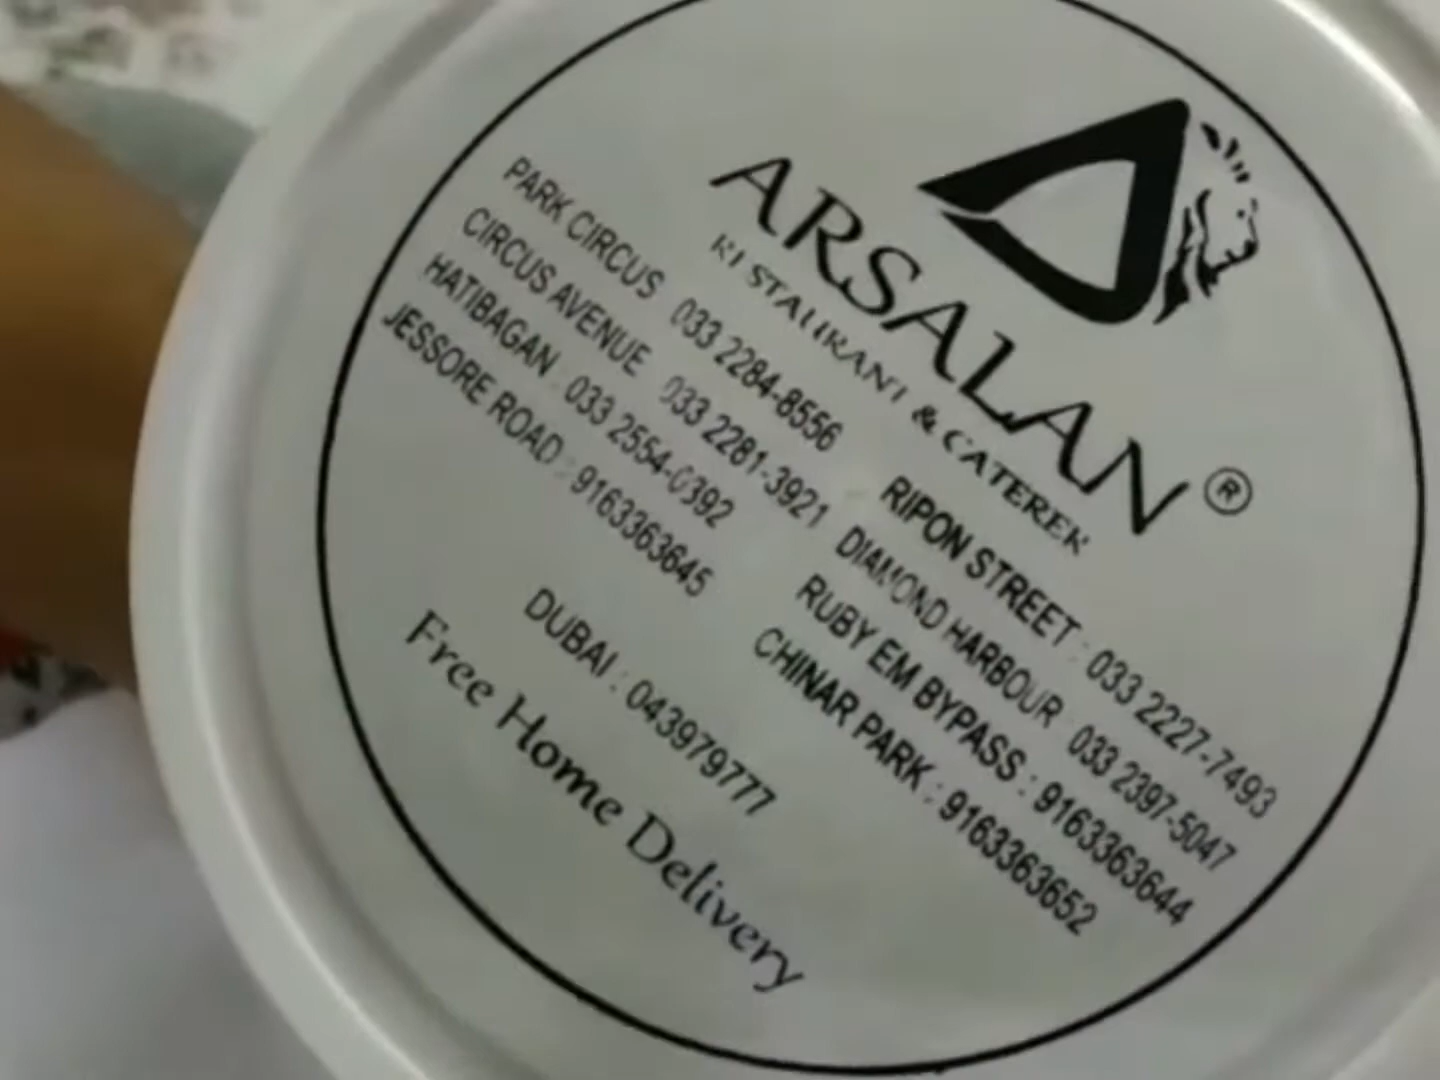 ARSALAN®
RESTAURANT & CATERER
PARK CIRCUS 033 2284-8556
CIRCUS AVENUE 033 2281-3921
HATIBAGAN : 033 2554-0392
JESSORE ROAD : 9163363645
RIPON STREET : 033 2227-7493
DIAMOND HARBOUR 033 2397-5047
RUBY EM BYPASS : 9163363644
CHINAR PARK : 9163363652
DUBAI : 043979777
Free Home Delivery